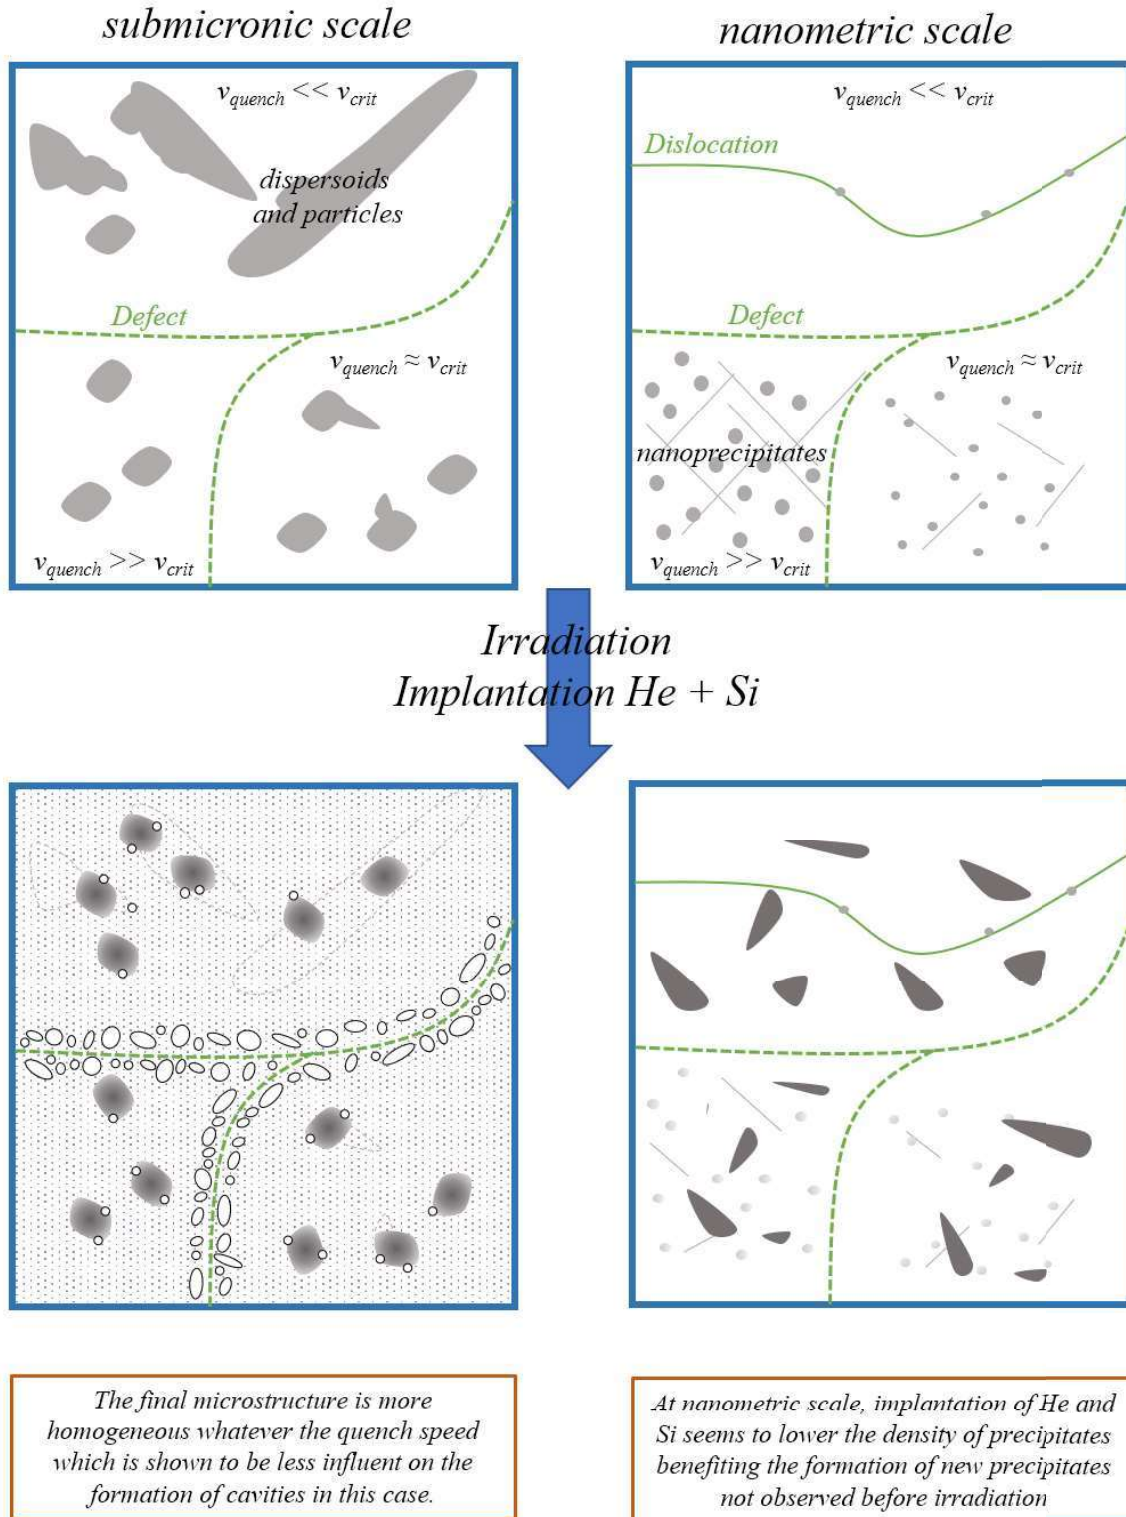 submicronic scale
nanometric scale
v_quench << v_crit
dispersoids
and particles
Defect
v_quench ≈ v_crit
v_quench >> v_crit
v_quench << v_crit
Dislocation
Defect
v_quench ≈ v_crit
nanoprecipitates
v_quench >> v_crit
Irradiation
Implantation He + Si
The final microstructure is more
homogeneous whatever the quench speed
which is shown to be less influent on the
formation of cavities in this case.
At nanometric scale, implantation of He and
Si seems to lower the density of precipitates
benefiting the formation of new precipitates
not observed before irradiation